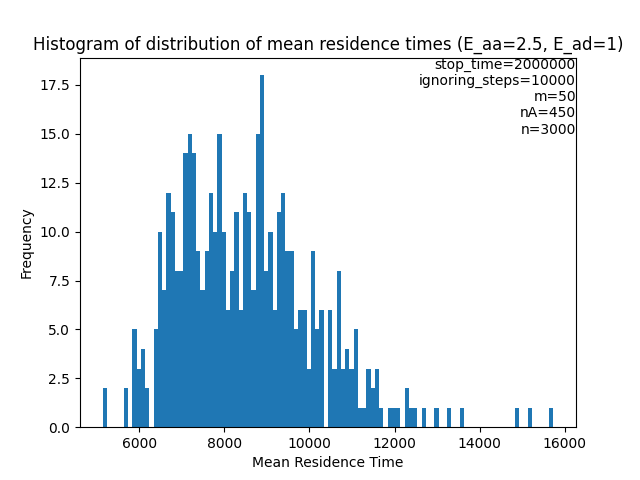 Histogram of distribution of mean residence times (E_aa=2.5, E_ad=1)
stop_time=2000000
ignoring_steps=10000
m=50
nA=450
n=3000
17.5
15.0
12.5
10.0
7.5
5.0
2.5
0.0
Frequency
6000 8000 10000 12000 14000 16000
Mean Residence Time